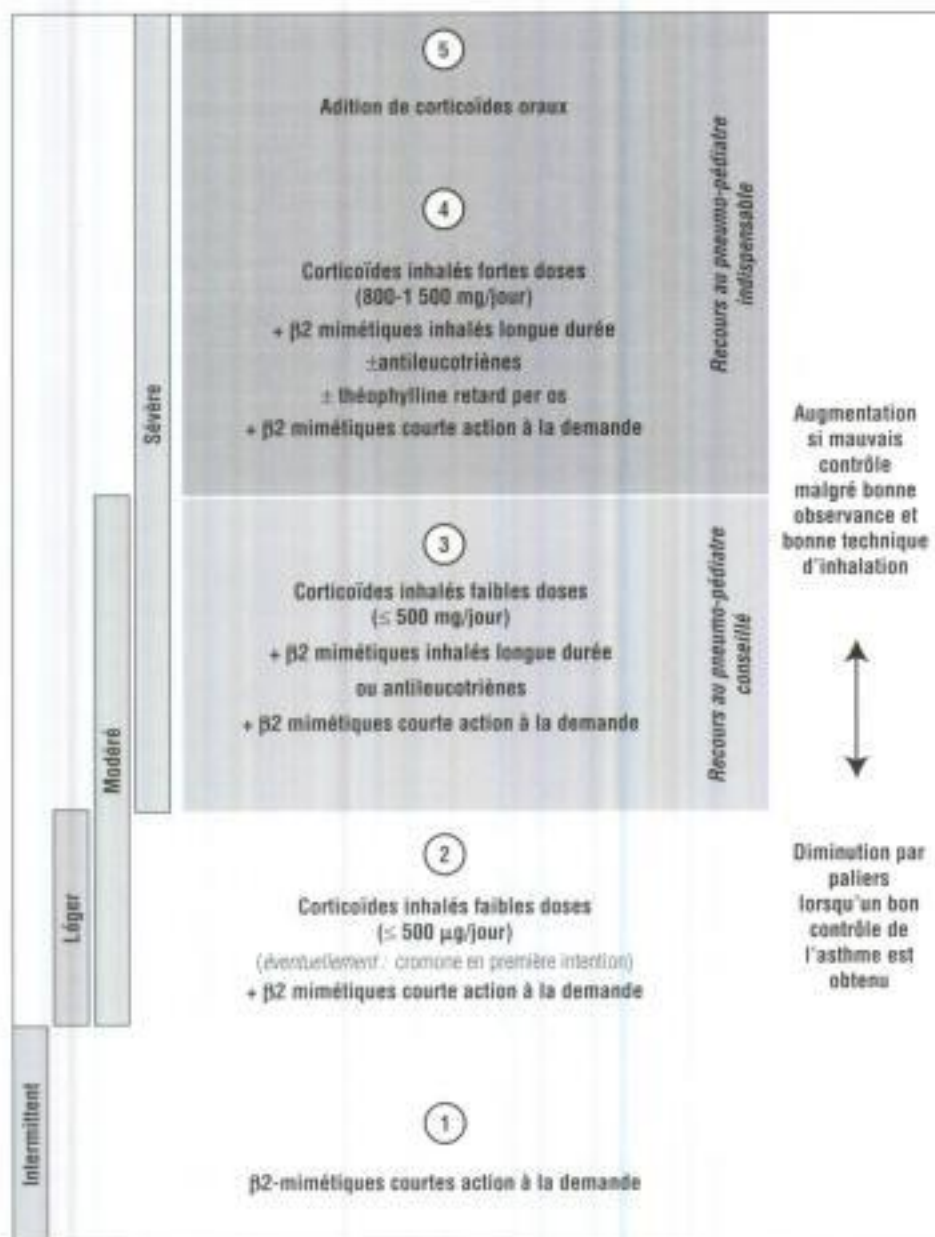 5
Adition de corticoïdes oraux
4
Corticoïdes inhalés fortes doses
(800-1 500 mg/jour)
+ β2 mimétiques inhalés longue durée
±antileucotriènes
± théophylline retard per os
+ β2 mimétiques courte action à la demande
Recours au pneumo-pédiatre
indispensable
3
Corticoïdes inhalés faibles doses
(≤ 500 mg/jour)
+ β2 mimétiques inhalés longue durée
ou antileucotriènes
+ β2 mimétiques courte action à la demande
Recours au pneumo-pédiatre
conseillé
2
Corticoïdes inhalés faibles doses
(≤ 500 µg/jour)
(éventuellement : cromone en première intention)
+ β2 mimétiques courte action à la demande
1
β2-mimétiques courtes action à la demande
Intermittent
Léger
Modéré
Sévère
Augmentation
si mauvais
contrôle
malgré bonne
observance et
bonne technique
d'inhalation
Diminution par
paliers
lorsqu'un bon
contrôle de
l'asthme est
obtenu